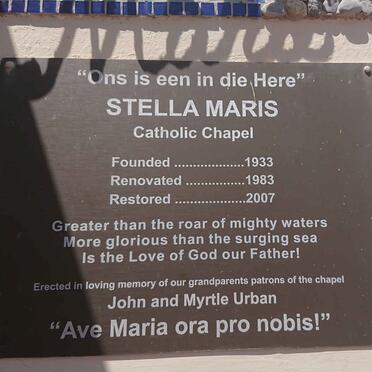 "Ons is een in die Here"
STELLA MARIS
Catholic Chapel
Founded ...................1933
Renovated ................1983
Restored ..................2007
Greater than the roar of mighty waters
More glorious than the surging sea
Is the Love of God our Father!
Erected in loving memory of our grandparents patrons of the chapel
John and Myrtle Urban
"Ave Maria ora pro nobis!"